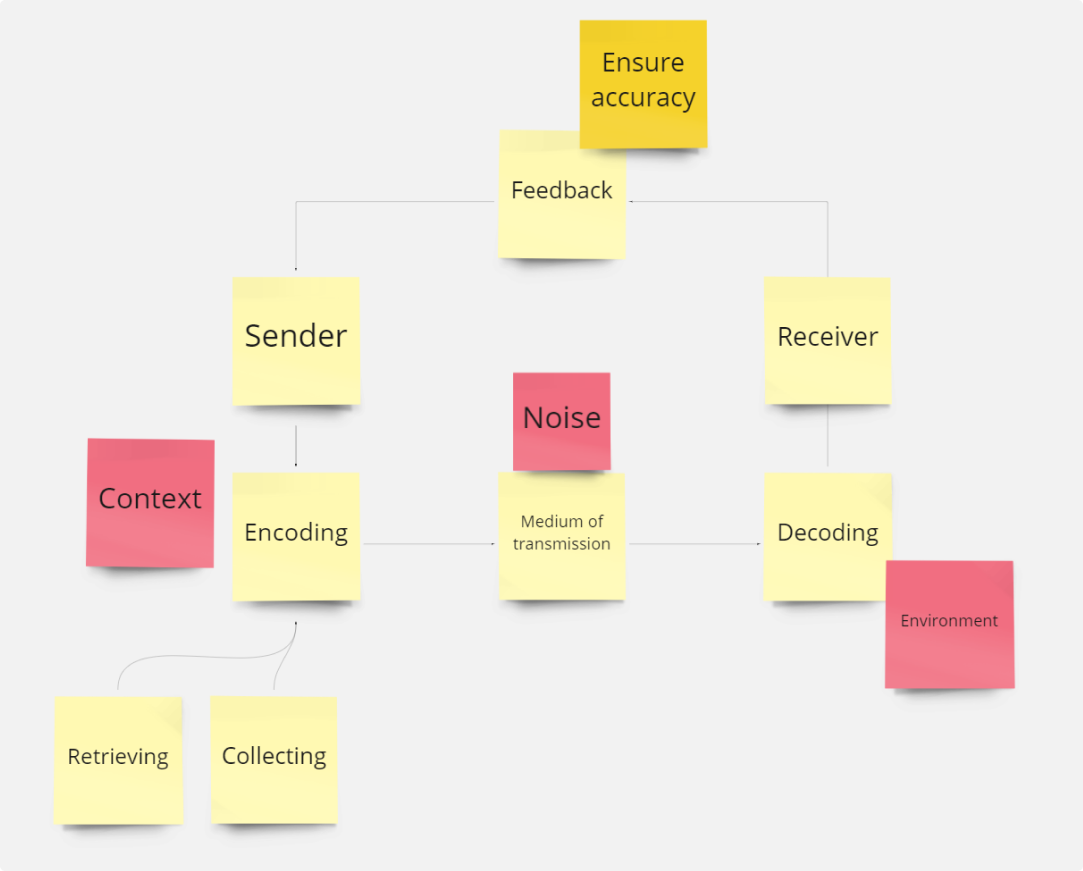 Ensure
accuracy
Feedback
Sender
Receiver
Noise
Context
Encoding
Medium of
transmission
Decoding
Environment
Retrieving
Collecting